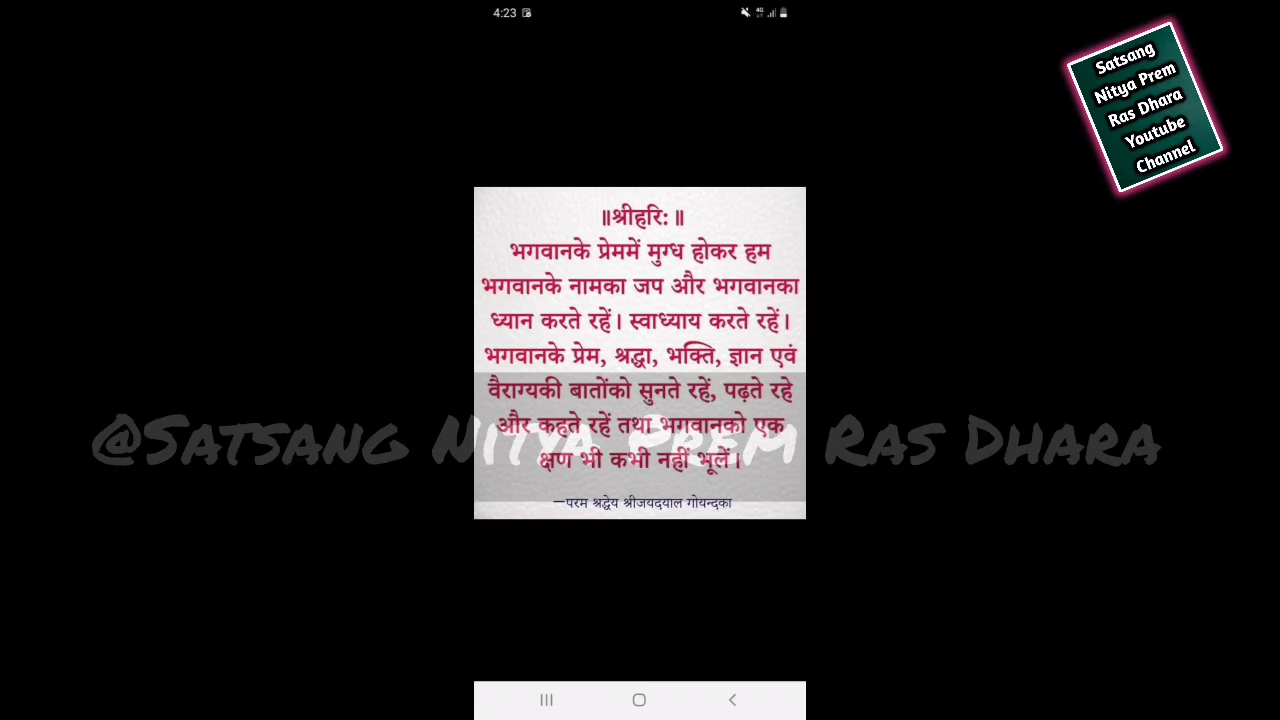 4:23
4G
Satsang
Nitya Prem
Ras Dhara
Youtube
Channel
॥श्रीहरिः॥
भगवानके प्रेममें मुग्ध होकर हम
भगवानके नामका जप और भगवानका
ध्यान करते रहें। स्वाध्याय करते रहें।
भगवानके प्रेम, श्रद्धा, भक्ति, ज्ञान एवं
वैराग्यकी बातोंको सुनते रहें, पढ़ते रहे
और कहते रहें तथा भगवानको एक
क्षण भी कभी नहीं भूलें।
@Satsang Nitya Prem Ras Dhara
—परम श्रद्धेय श्रीजयदयाल गोयन्दका